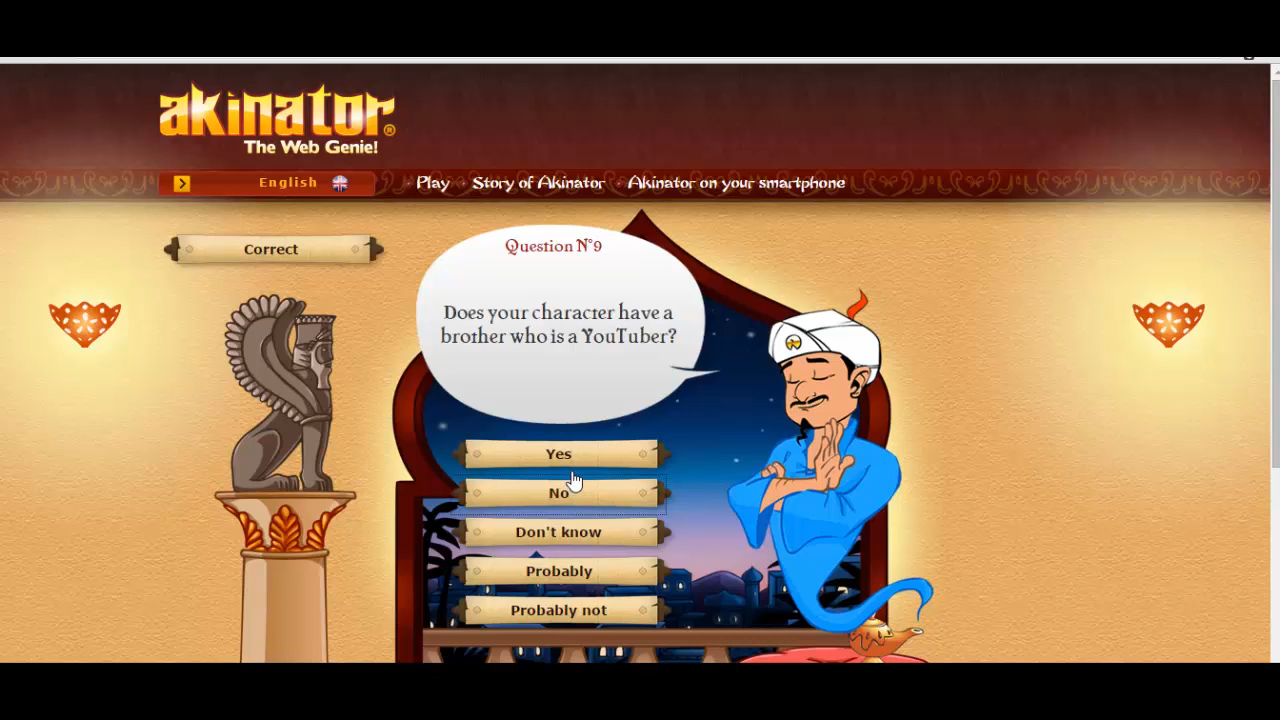 akinator®
The Web Genie!
English
Play
Story of Akinator
Akinator on your smartphone
Correct
Question N°9
Does your character have a
brother who is a YouTuber?
Yes
No
Don't know
Probably
Probably not